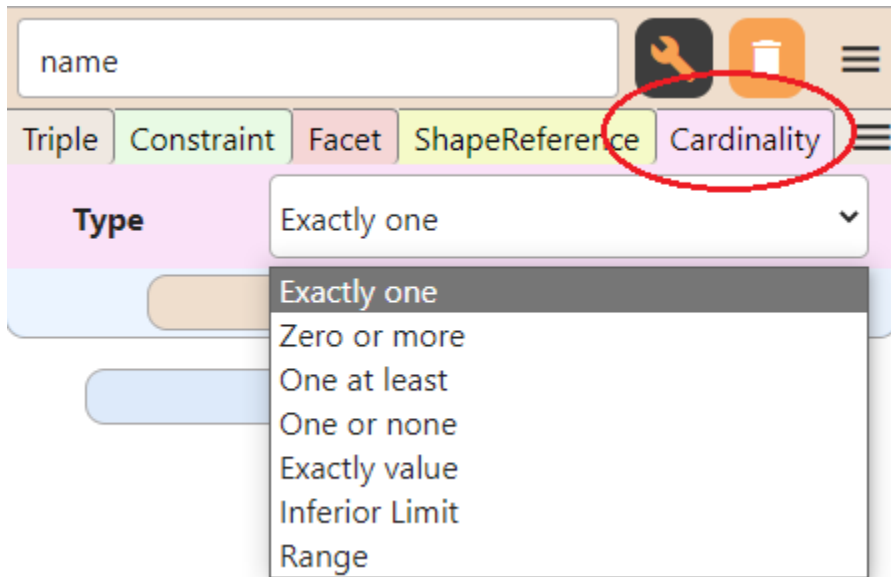 name
Triple Constraint Facet ShapeReference Cardinality
Type Exactly one
Exactly one
Zero or more
One at least
One or none
Exactly value
Inferior Limit
Range